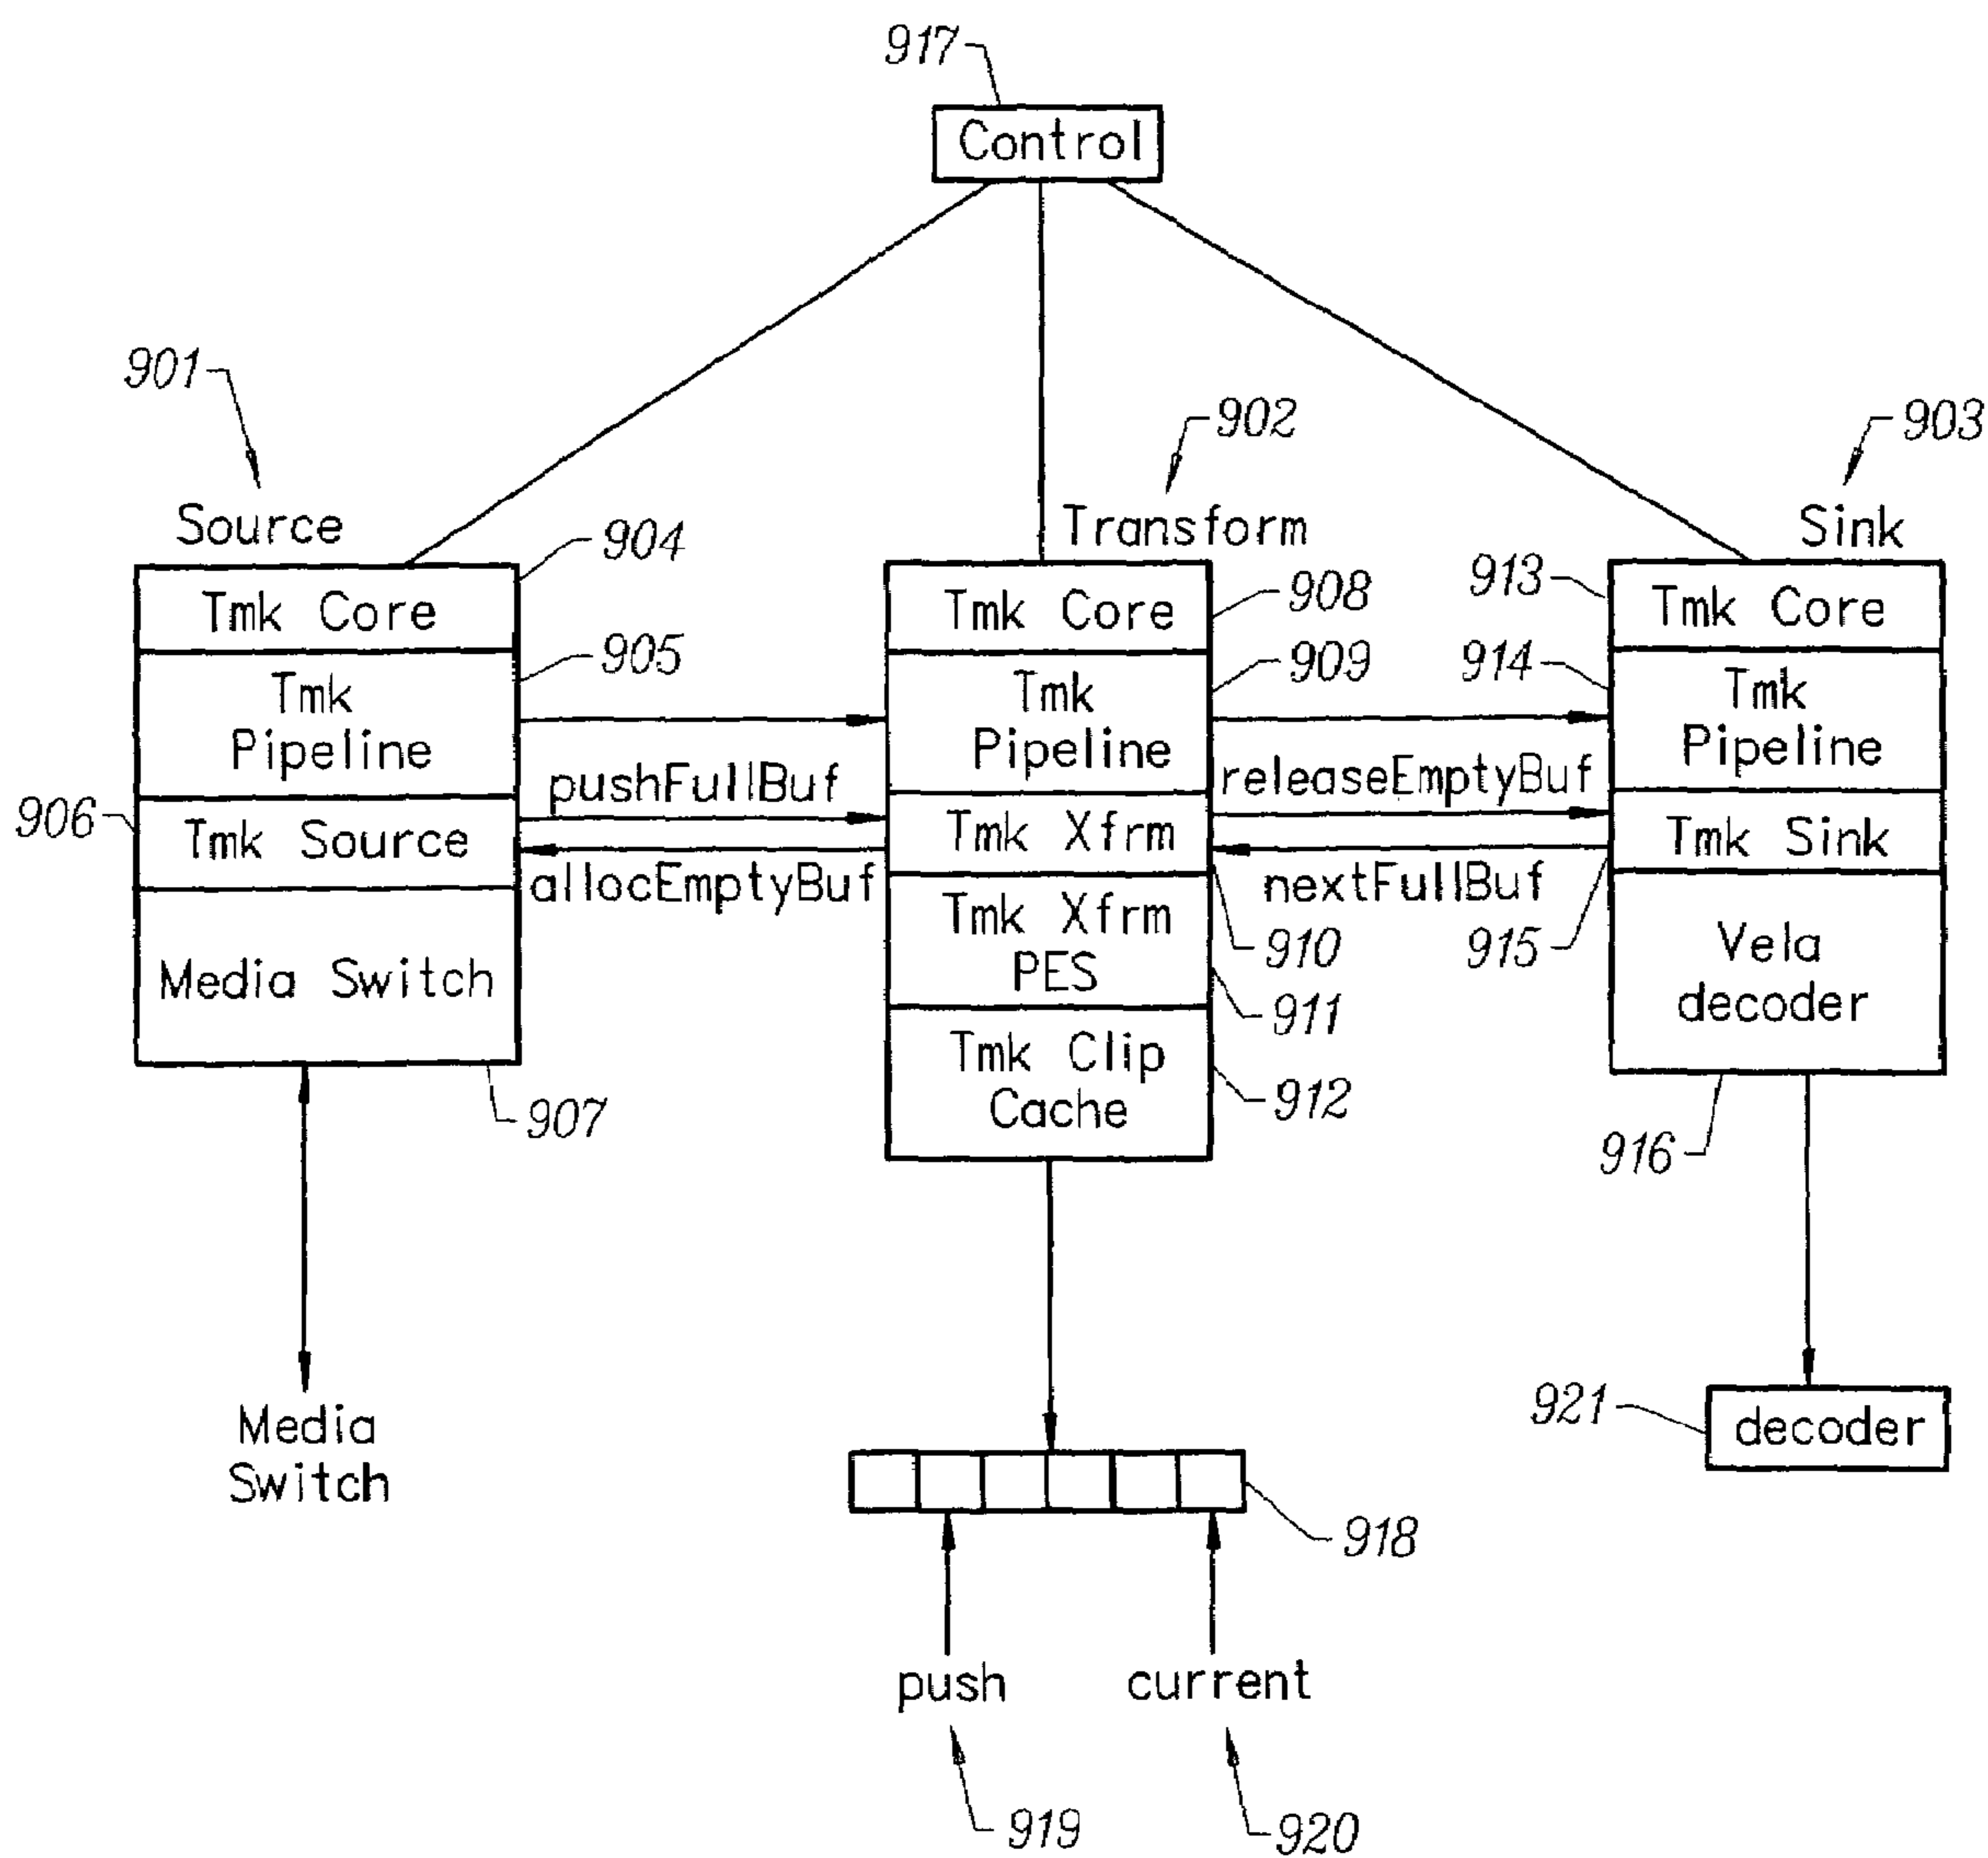 917
Control
901
902
903
Source
Transform
Sink
904
Tmk Core
908
Tmk Core
913
Tmk Core
905
Tmk
Pipeline
909
Tmk
Pipeline
914
Tmk
Pipeline
pushFullBuf
releaseEmptyBuf
906
Tmk Source
Tmk Xfrm
Tmk Sink
allocEmptyBuf
nextFullBuf
910
915
Media Switch
Tmk Xfrm
PES
911
Vela
decoder
907
Tmk Clip
Cache
912
916
Media
Switch
921
decoder
918
push
current
919
920